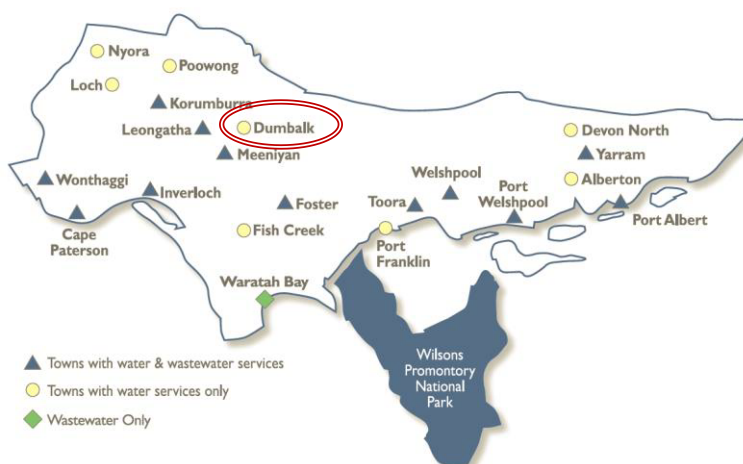 Nyora
Poowong
Loch
Korumburra
Leongatha
Dumbalk
Devon North
Meeniyan
Yarram
Wonthaggi
Inverloch
Welshpool
Alberton
Foster
Toora
Port
Welshpool
Port Albert
Cape
Paterson
Fish Creek
Port
Franklin
Waratah Bay
Wilsons
Promontory
National
Park
Towns with water & wastewater services
Towns with water services only
Wastewater Only